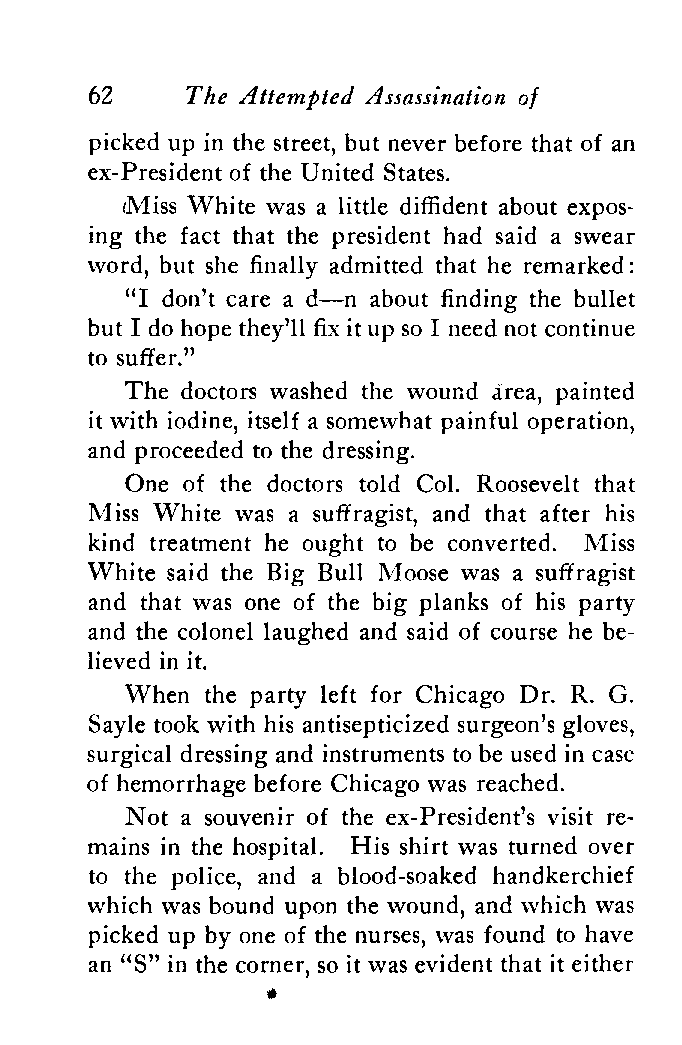 62 The Attempted Assassination of
picked up in the street, but never before that of an
ex-President of the United States.
Miss White was a little diffident about expos-
ing the fact that the president had said a swear
word, but she finally admitted that he remarked:
“I don’t care a d—n about finding the bullet
but I do hope they’ll fix it up so I need not continue
to suffer.”
The doctors washed the wound area, painted
it with iodine, itself a somewhat painful operation,
and proceeded to the dressing.
One of the doctors told Col. Roosevelt that
Miss White was a suffragist, and that after his
kind treatment he ought to be converted. Miss
White said the Big Bull Moose was a suffragist
and that was one of the big planks of his party
and the colonel laughed and said of course he be-
lieved in it.
When the party left for Chicago Dr. R. G.
Sayle took with his antisepticized surgeon’s gloves,
surgical dressing and instruments to be used in case
of hemorrhage before Chicago was reached.
Not a souvenir of the ex-President’s visit re-
mains in the hospital. His shirt was turned over
to the police, and a blood-soaked handkerchief
which was bound upon the wound, and which was
picked up by one of the nurses, was found to have
an “S” in the corner, so it was evident that it either